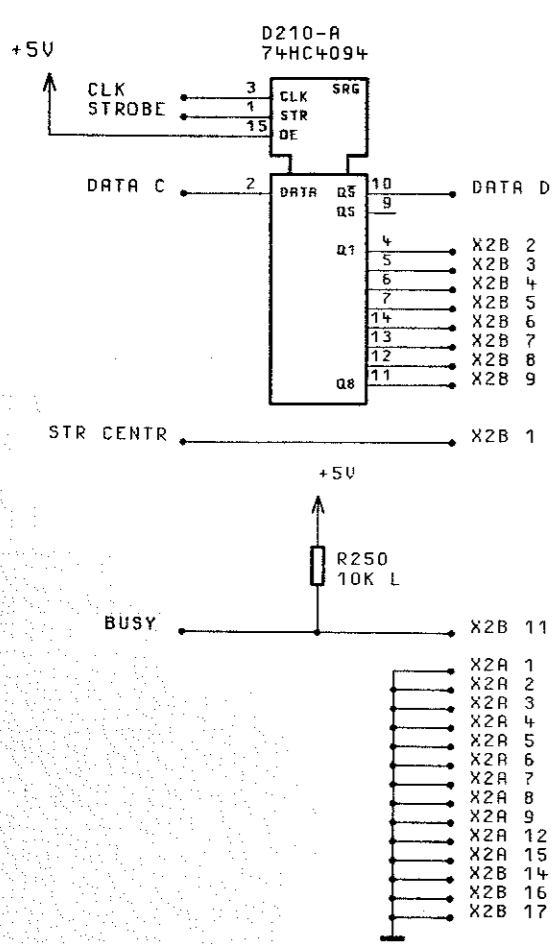 D210-A
74HC4094
+5V
CLK 3 CLK SRG
STROBE 1 STR
15 OE
DATA C 2 DATA QS 10 DATA D
QS 9
Q1 4 X2B 2
5 X2B 3
6 X2B 4
7 X2B 5
14 X2B 6
13 X2B 7
12 X2B 8
Q8 11 X2B 9
STR CENTR X2B 1
+5V
R250
10K L
BUSY X2B 11
X2A 1
X2A 2
X2A 3
X2A 4
X2A 5
X2A 6
X2A 7
X2A 8
X2A 9
X2A 12
X2A 15
X2B 14
X2B 16
X2B 17